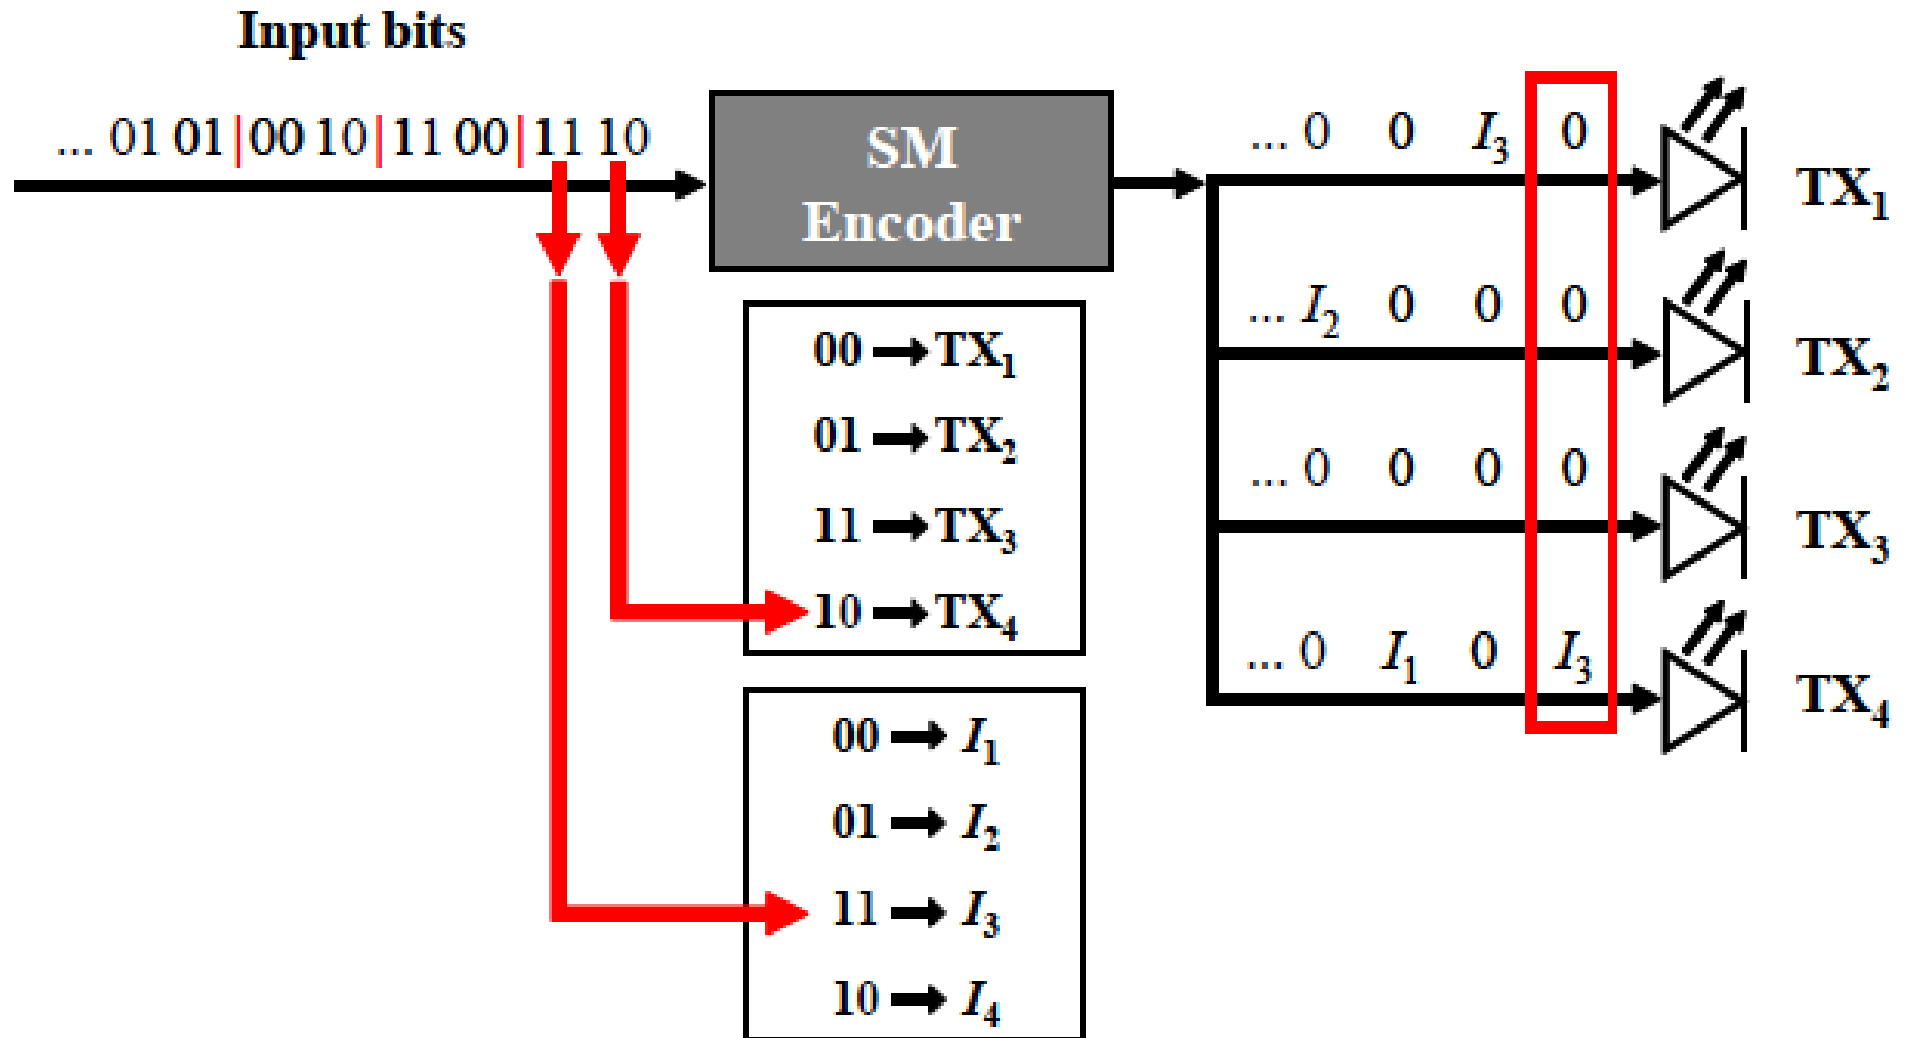 Input bits
... 01 01|00 10|11 00|11 10
SM
Encoder
00 → TX₁
01 → TX₂
11 → TX₃
10 → TX₄
00 → I₁
01 → I₂
11 → I₃
10 → I₄
... 0 0 I₃ 0
TX₁
... I₂ 0 0 0
TX₂
... 0 0 0 0
TX₃
... 0 I₁ 0 I₃
TX₄